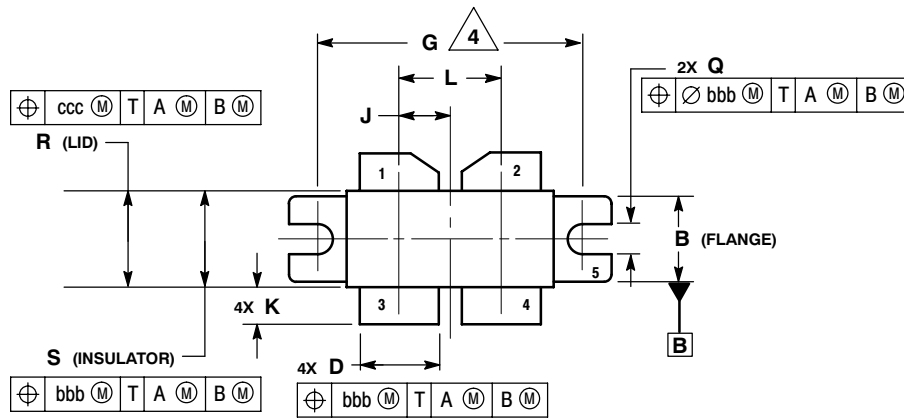 G 4
L
2X Q
⌖ ⌀ bbb Ⓜ T A Ⓜ B Ⓜ
⌖ ccc Ⓜ T A Ⓜ B Ⓜ
J
R (LID)
1
2
B (FLANGE)
5
4X K
3
4
B
S (INSULATOR)
4X D
⌖ bbb Ⓜ T A Ⓜ B Ⓜ
⌖ bbb Ⓜ T A Ⓜ B Ⓜ